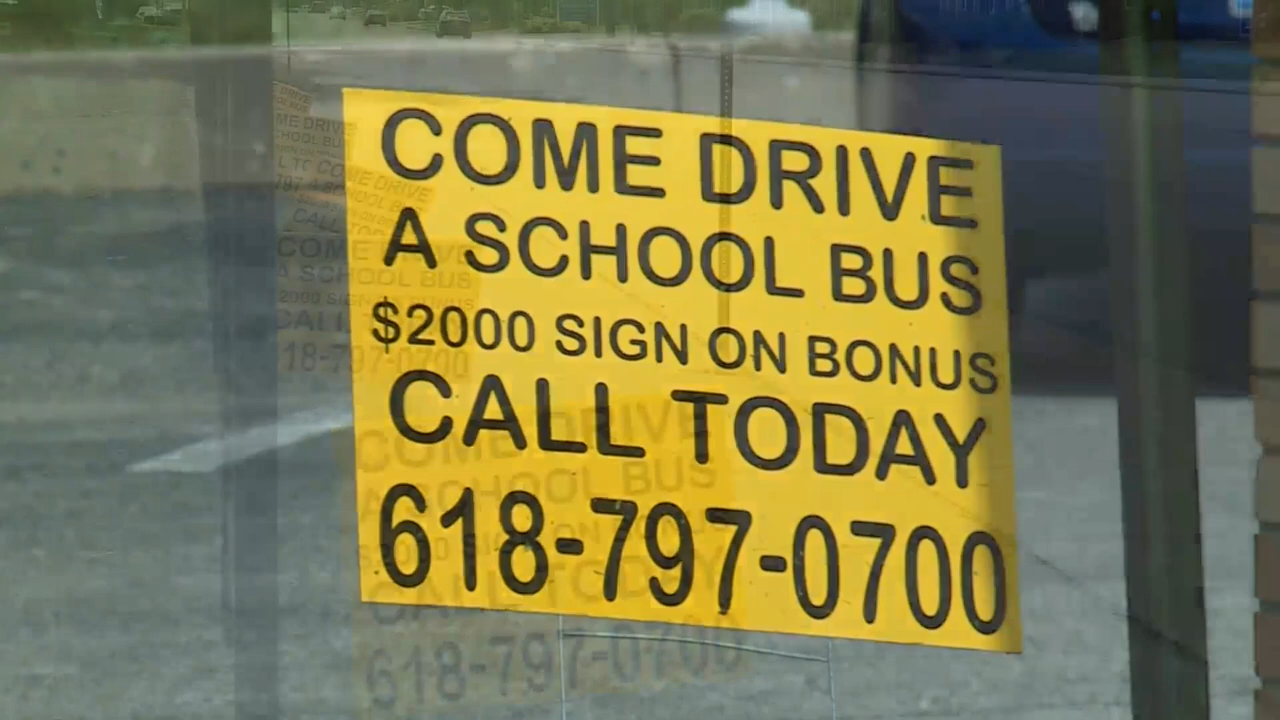 COME DRIVE
A SCHOOL BUS
$2000 SIGN ON BONUS
CALL TODAY
618-797-0700